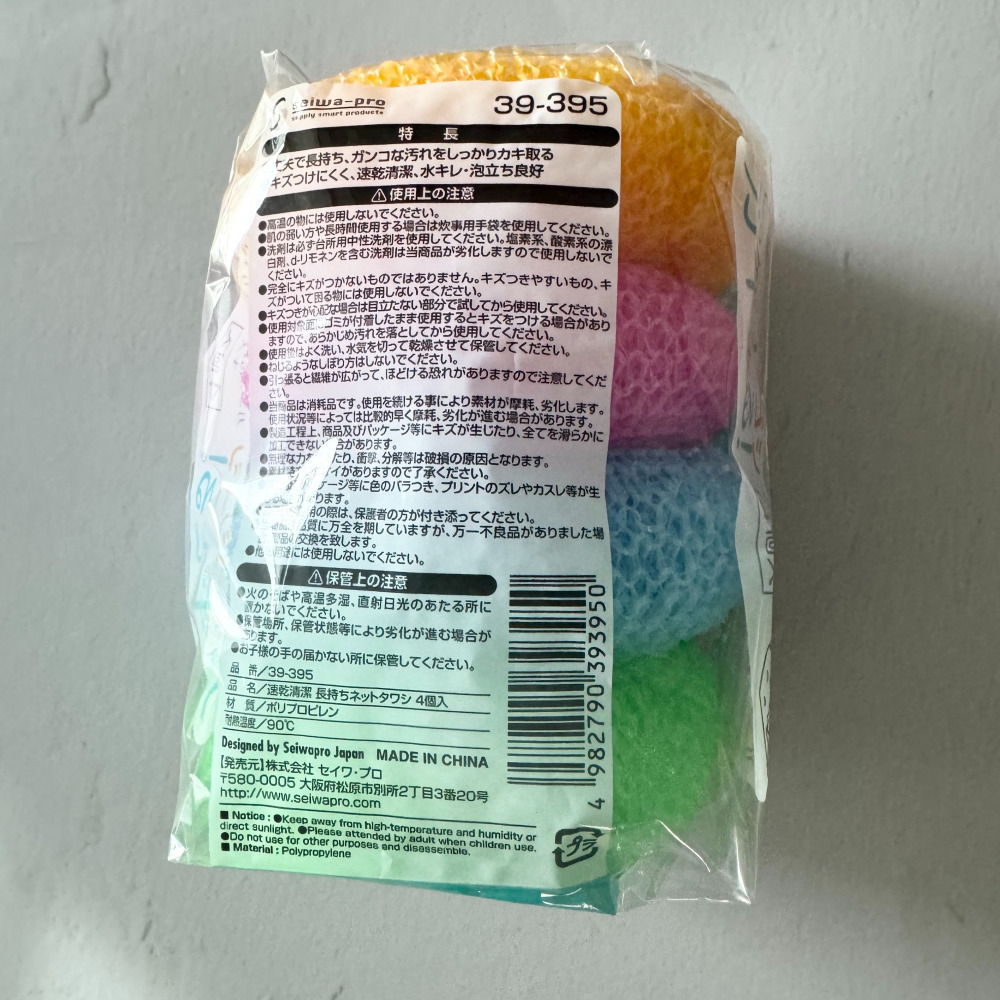 seiwa-pro
supply smart products
39-395
特長
丈夫で長持ち、ガンコな汚れをしっかりカキ取る
キズつけにくく、速乾清潔、水キレ・泡立ち良好
⚠使用上の注意
●高温の物には使用しないでください。
●肌の弱い方や長時間使用する場合は炊事用手袋を使用してください。
●洗剤は必ず台所用中性洗剤を使用してください。塩素系、酸素系の漂
白剤、d-リモネンを含む洗剤は当商品が劣化しますので使用しないで
ください。
●完全にキズがつかないものではありません。キズつきやすいもの、キ
ズがついて困る物には使用しないでください。
●キズつきが心配な場合は目立たない部分で試してから使用してください。
●使用対象面にゴミが付着したまま使用するとキズをつける場合があり
ますので、あらかじめ汚れを落としてから使用してください。
●使用後はよく洗い、水気を切って乾燥させて保管してください。
●ねじるようなしぼり方はしないでください。
●引っ張ると繊維が広がって、ほどける恐れがありますので注意してくだ
さい。
●当商品は消耗品です。使用を続ける事により素材が摩耗、劣化します。
使用状況等によっては比較的早く摩耗、劣化が進む場合があります。
●製造工程上、商品及びパッケージ等にキズが生じたり、全てを滑らかに
加工できない場合があります。
●無理な力を たり、衝撃、分解等は破損の原因となります。
イがありますので了承ください。
ケージ等に色のバラつき、プリントのズレやカスレ等が生
ります。
用の際は、保護者の方が付き添ってください。
品質に万全を期していますが、万一不良品がありました場
交換を致します。
●他の用途には使用しないでください。
⚠保管上の注意
●火のそばや高温多湿、直射日光のあたる所に
置かないでください。
●保管場所、保管状態等により劣化が進む場合が
あります。
●お子様の手の届かない所に保管してください。
品 番/39-395
品 名/速乾清潔 長持ちネットタワシ 4個入
材 質/ポリプロピレン
耐熱温度/90℃
Designed by Seiwapro Japan MADE IN CHINA
【発売元】株式会社 セイワ・プロ
〒580-0005 大阪府松原市別所2丁目3番20号
http://www.seiwapro.com
■ Notice : ●Keep away from high-temperature and humidity or
direct sunlight. ●Please attended by adult when children use.
●Do not use for other purposes and disassemble.
■ Material : Polypropylene
4 982790 393950
プラ